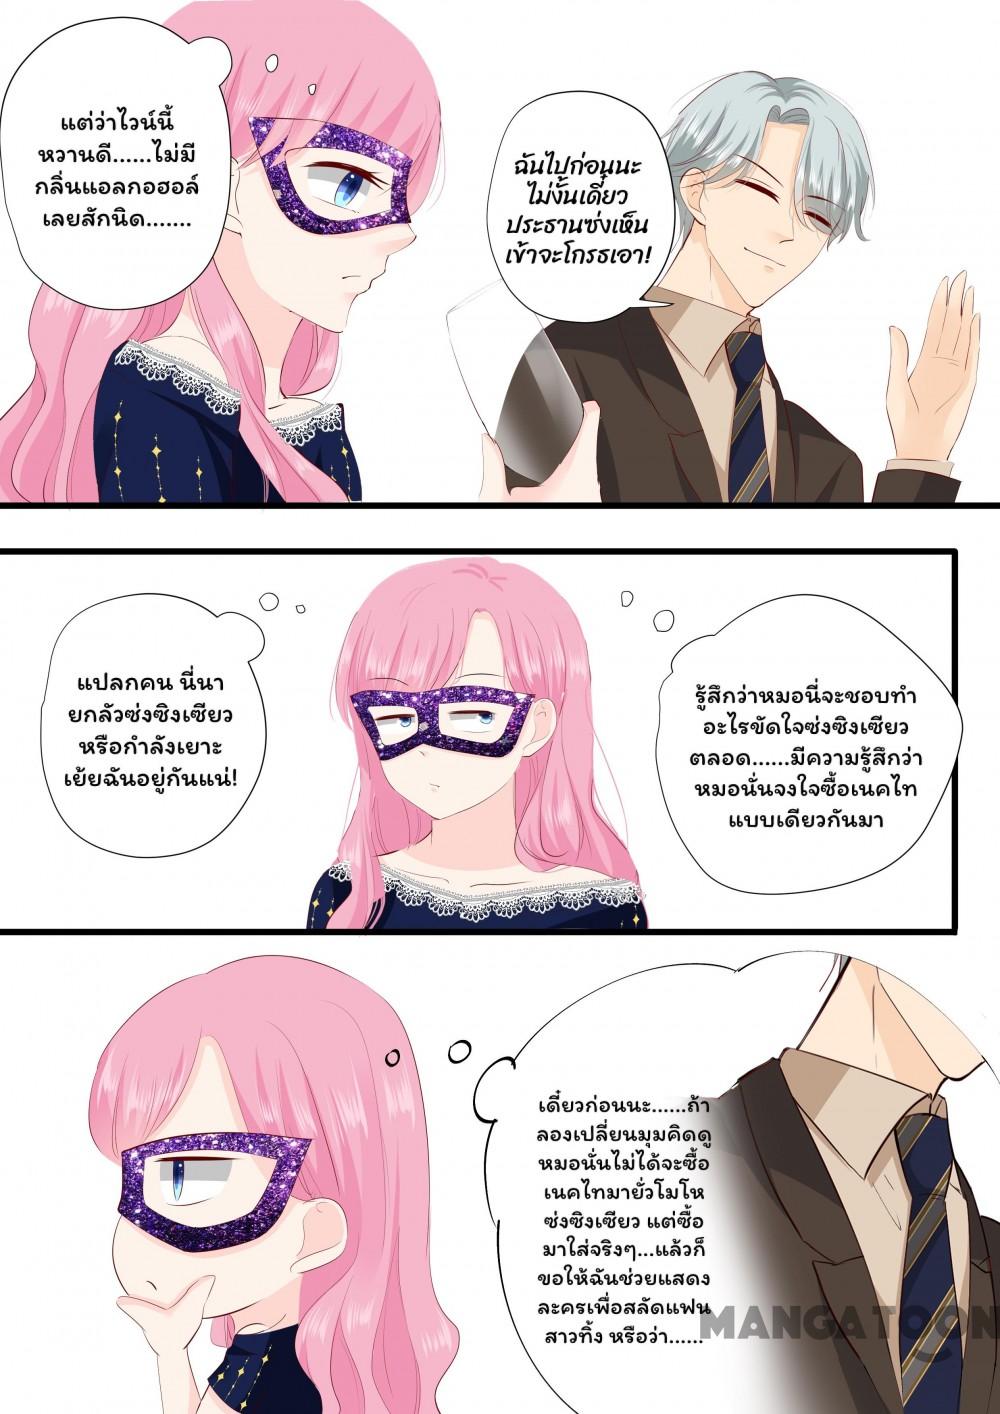 แต่ว่าไวน์นี้
หวานดี......ไม่มี
กลิ่นแอลกอฮอล์
เลยสักนิด.......
ฉันไปก่อนนะ
ไม่งั้นเดี๋ยว
ประธานซ่งเห็น
เข้าจะโกรธเอา!
แปลกคน นี่นา
ยกลัวซ่งซิงเซียว
หรือกำลังเยาะ
เย้ยฉันอยู่กันแน่!
รู้สึกว่าหมอนี่จะชอบทำ
อะไรขัดใจซ่งซิงเซียว
ตลอด......มีความรู้สึกว่า
หมอนั่นจงใจซื้อเนคไท
แบบเดียวกันมา
เดี๋ยวก่อนนะ......ถ้า
ลองเปลี่ยนมุมคิดดู
หมอนั่นไม่ได้จะซื้อ
เนคไทมายั่วโมโห
ซ่งซิงเซียว แต่ซื้อ
มาใส่จริงๆ...แล้วก็
ขอให้ฉันช่วยแสดง
ละครเพื่อสลัดแฟน
สาวทิ้ง หรือว่า......
MANGATOON